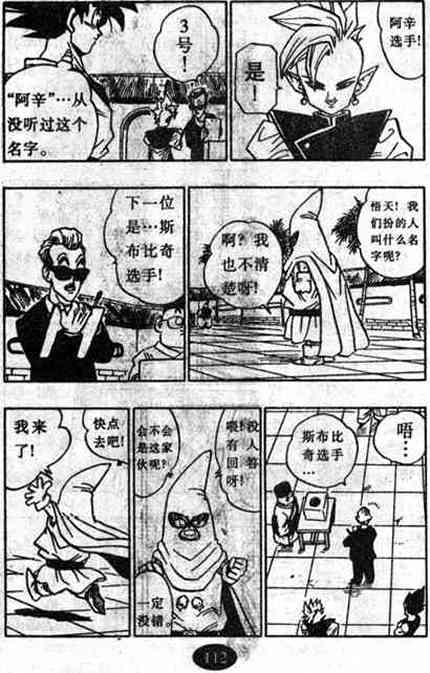 阿辛
选手!
是!
3号!
“阿辛”…从
没听过这个
名字。
悟天!我
们扮的人
叫什么名
字呢?
啊?我
也不清
楚呀!
下一位
是…斯
布比奇
选手!
唔…
斯布比
奇选手
…
喂!没
有人
回答
呀!
会不会
是这家
伙呢?
一定
没错。
快点
去吧!
我来
了!
112